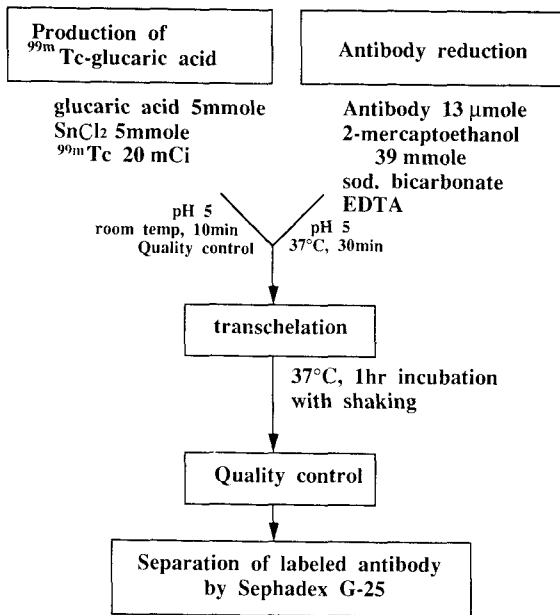 Production of
99mTc-glucaric acid
Antibody reduction
glucaric acid 5mmole
SnCl2 5mmole
99mTc 20 mCi
Antibody 13 μmole
2-mercaptoethanol
39 mmole
sod. bicarbonate
EDTA
pH 5
room temp, 10min
Quality control
pH 5
37°C, 30min
transchelation
37°C, 1hr incubation
with shaking
Quality control
Separation of labeled antibody
by Sephadex G-25